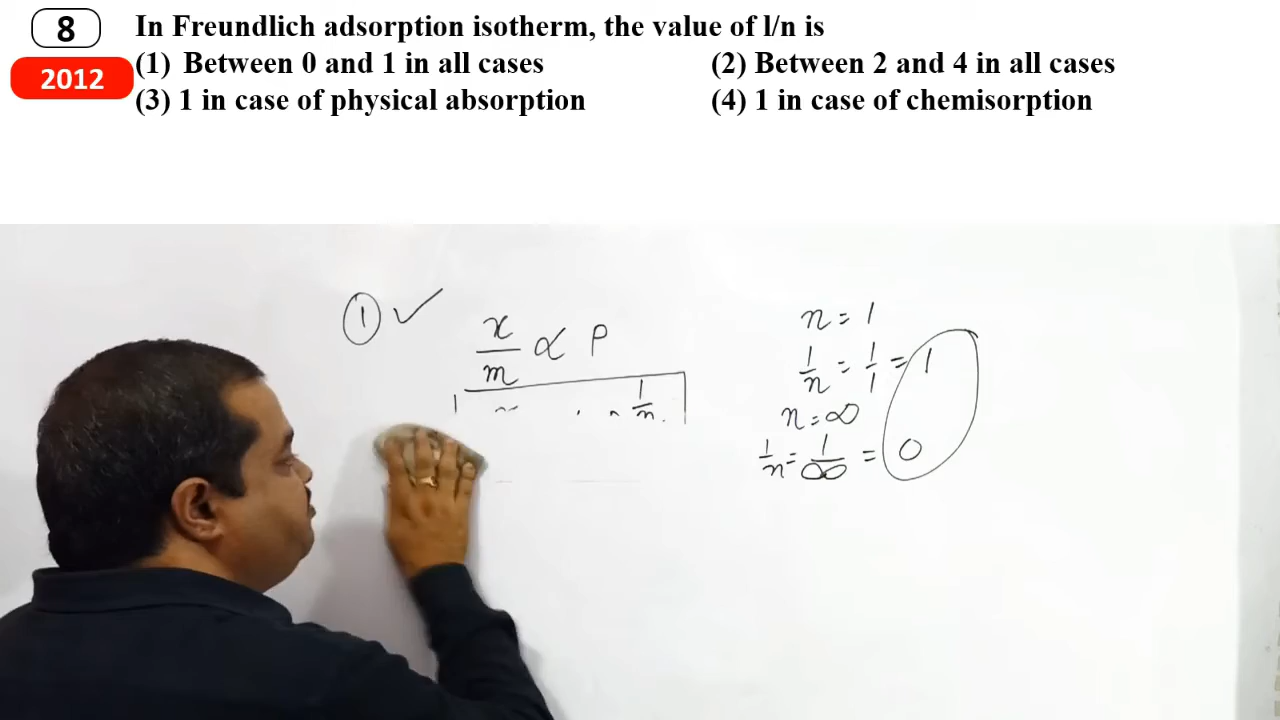 8
In Freundlich adsorption isotherm, the value of l/n is
2012
(1) Between 0 and 1 in all cases
(2) Between 2 and 4 in all cases
(3) 1 in case of physical absorption
(4) 1 in case of chemisorption
① ✓
x/m ∝ P
1/n
n = 1
1/n = 1/1 = 1
n = ∞
1/n = 1/∞ = 0